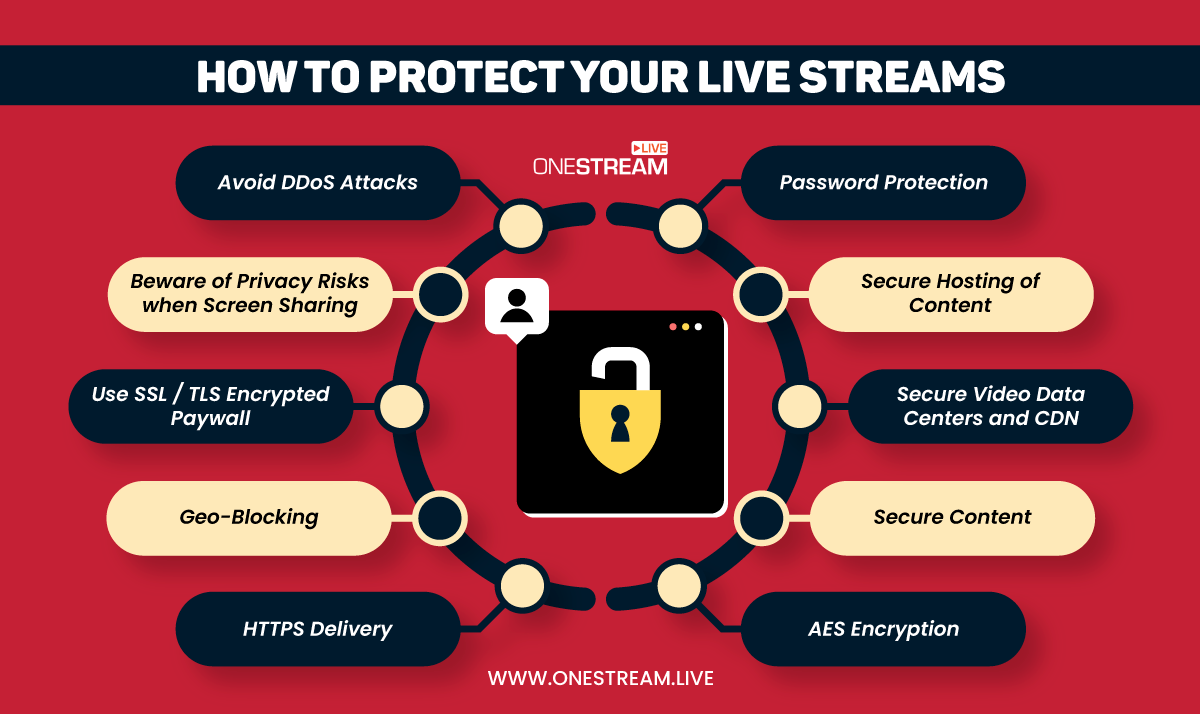 HOW TO PROTECT YOUR LIVE STREAMS
LIVE
ONESTREAM
Avoid DDoS Attacks
Beware of Privacy Risks
when Screen Sharing
Use SSL / TLS Encrypted
Paywall
Geo-Blocking
HTTPS Delivery
Password Protection
Secure Hosting of
Content
Secure Video Data
Centers and CDN
Secure Content
AES Encryption
WWW.ONESTREAM.LIVE